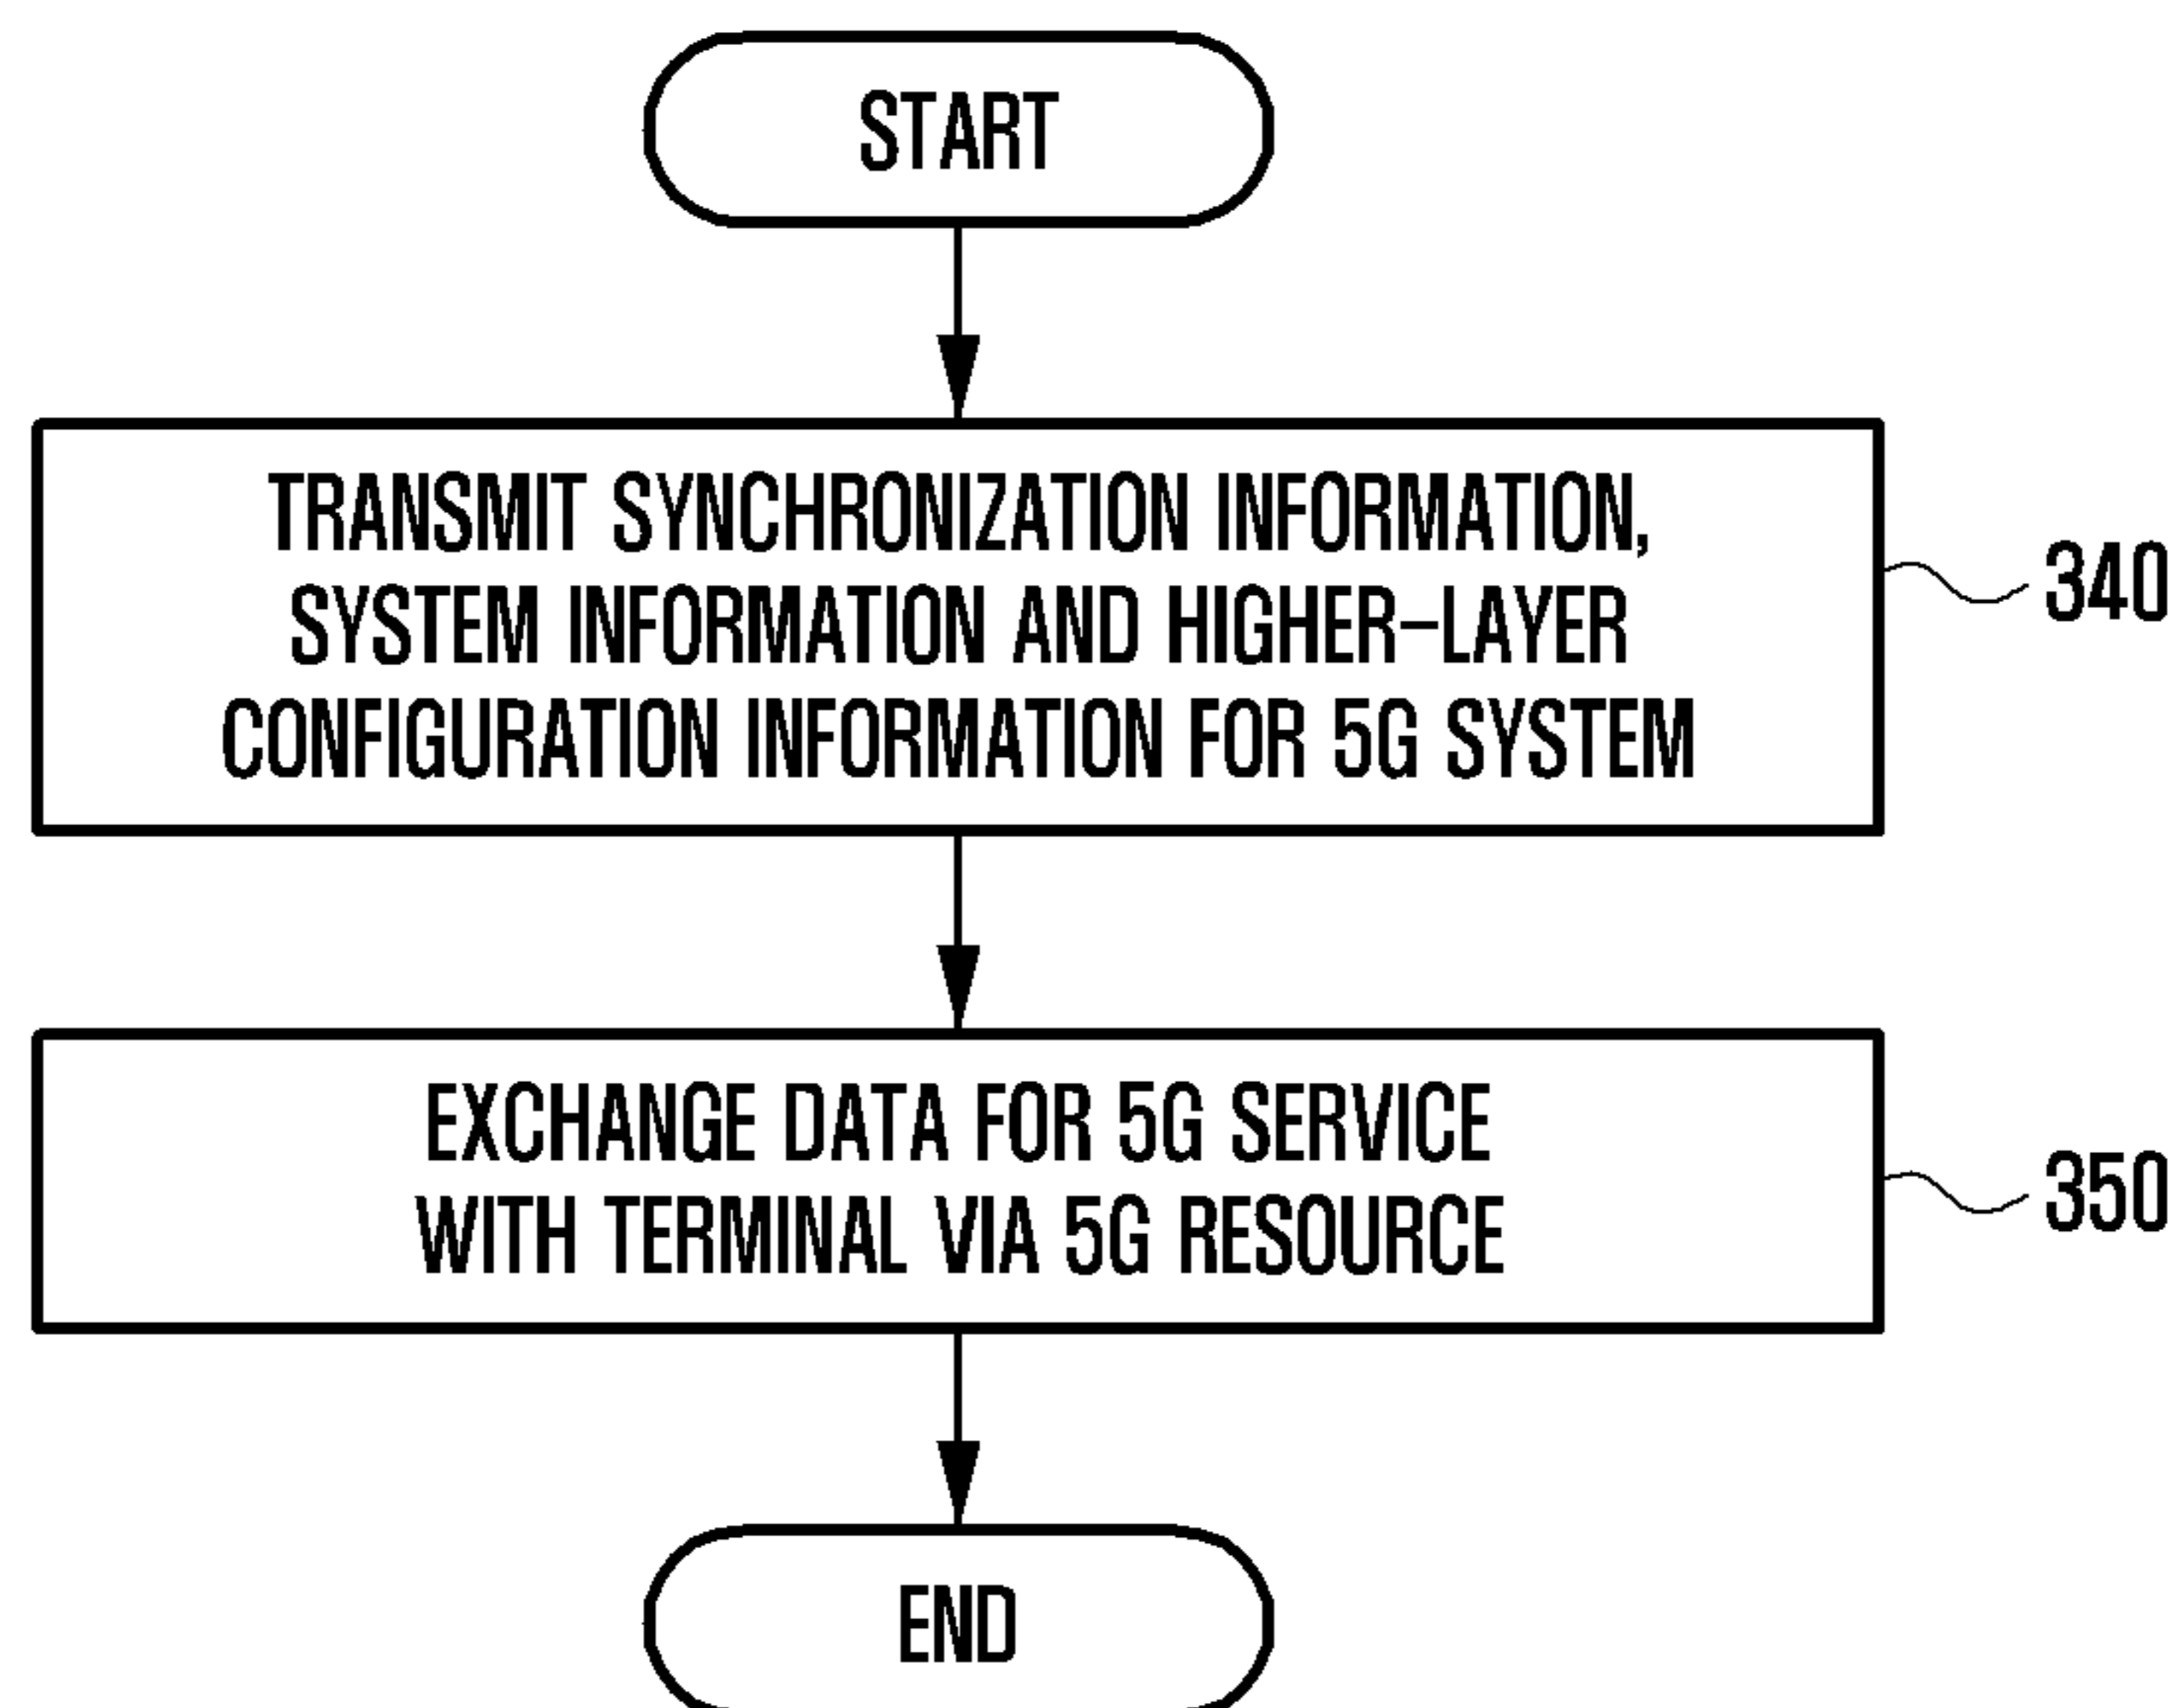 START
TRANSMIT SYNCHRONIZATION INFORMATION,
SYSTEM INFORMATION AND HIGHER-LAYER
CONFIGURATION INFORMATION FOR 5G SYSTEM
340
EXCHANGE DATA FOR 5G SERVICE
WITH TERMINAL VIA 5G RESOURCE
350
END